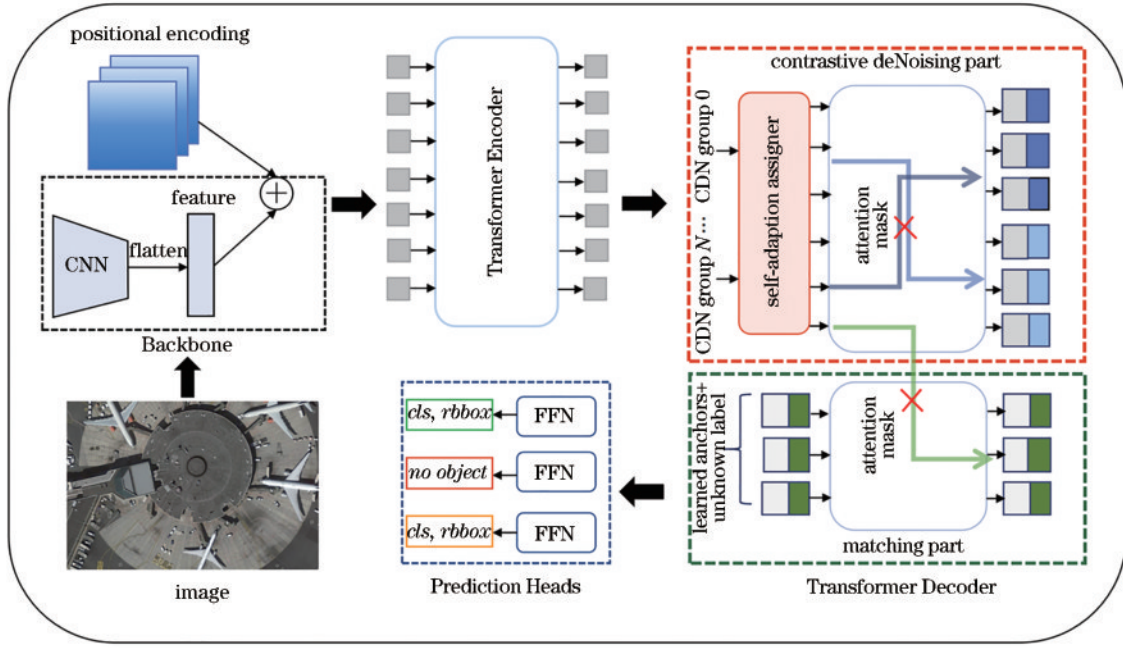 positional encoding
feature
CNN
flatten
Backbone
image
Transformer Encoder
contrastive deNoising part
CDN group 0
CDN group N...
self-adaption assigner
attention
mask
learned anchors+
unknown label
attention
mask
matching part
Transformer Decoder
cls, rbbox
FFN
no object
FFN
cls, rbbox
FFN
Prediction Heads